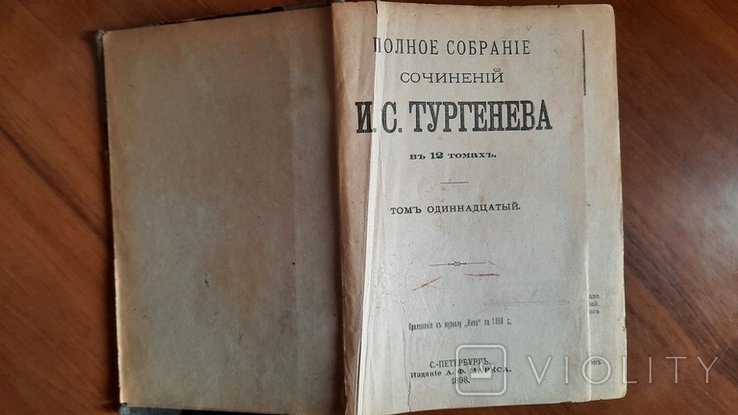 ПОЛНОЕ СОБРАНІЕ
СОЧИНЕНІЙ
И. С. ТУРГЕНЕВА
въ 12 томахъ.
ТОМЪ ОДИННАДЦАТЫЙ.
Приложеніе къ журналу „Нива" за 1898 г.
С.-ПЕТЕРБУРГЪ.
Изданіе А. Ф. МАРКСА.
1898.
VIOLITY